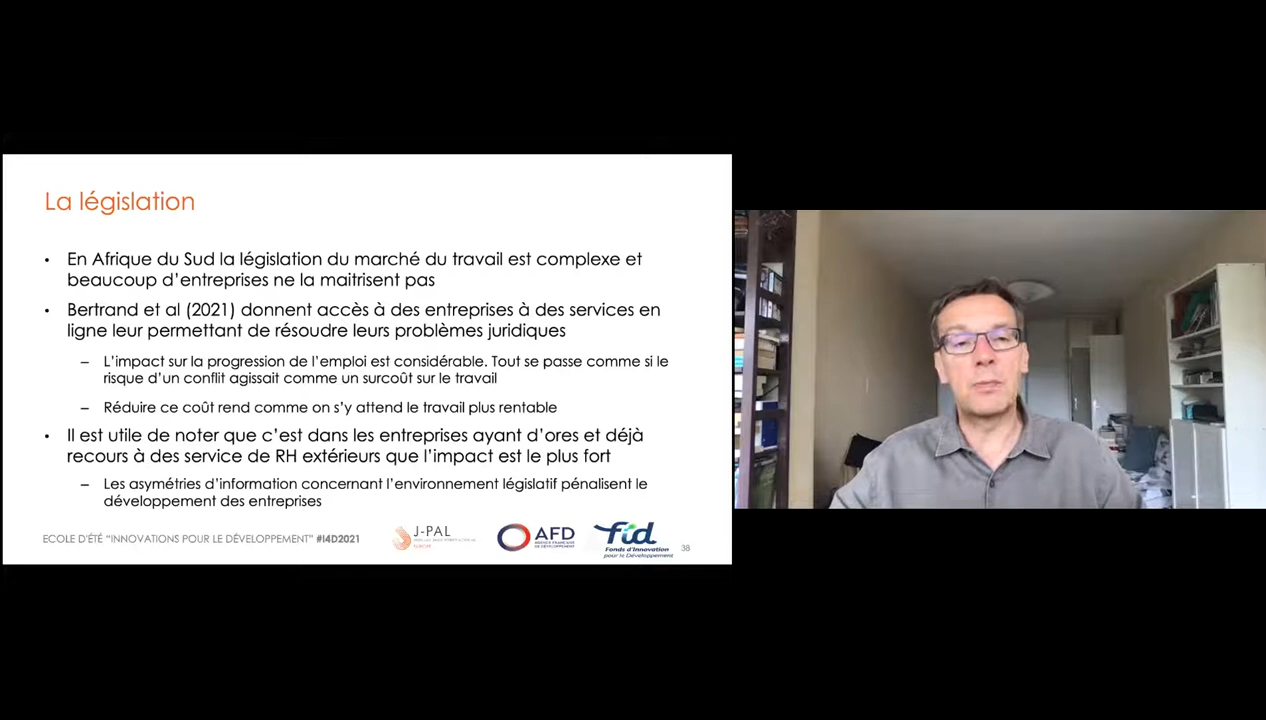 La législation
• En Afrique du Sud la législation du marché du travail est complexe et
beaucoup d'entreprises ne la maitrisent pas
• Bertrand et al (2021) donnent accès à des entreprises à des services en
ligne leur permettant de résoudre leurs problèmes juridiques
– L'impact sur la progression de l'emploi est considérable. Tout se passe comme si le
risque d'un conflit agissait comme un surcoût sur le travail
– Réduire ce coût rend comme on s'y attend le travail plus rentable
• Il est utile de noter que c'est dans les entreprises ayant d'ores et déjà
recours à des service de RH extérieurs que l'impact est le plus fort
– Les asymétries d'information concernant l'environnement législatif pénalisent le
développement des entreprises
ECOLE D'ÉTÉ "INNOVATIONS POUR LE DÉVELOPPEMENT" #I4D2021
J-PAL
EUROPE
AFD
AGENCE FRANÇAISE
DE DÉVELOPPEMENT
fid
Fonds d'Innovation
pour le Développement
38